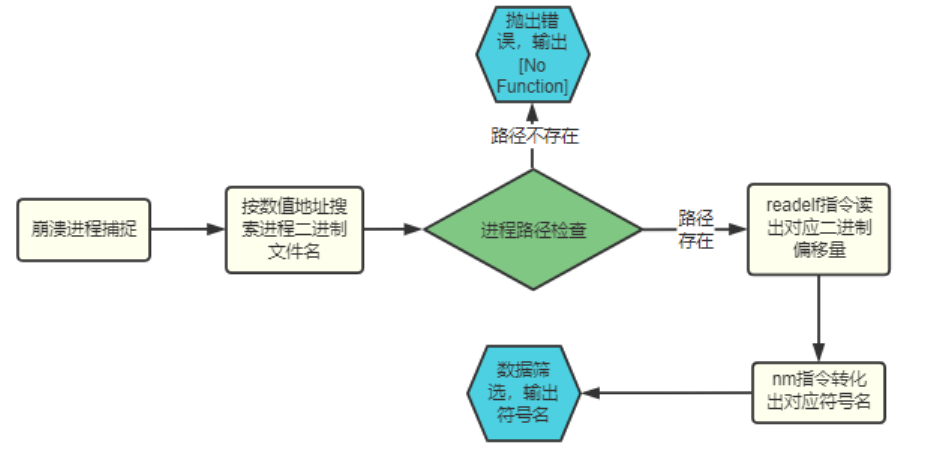 抛出错
误，输出
[No
Function]
路径不存在
崩溃进程捕捉
按数值地址搜
索进程二进制
文件名
进程路径检查
路径
存在
readelf指令读
出对应二进制
偏移量
nm指令转化
出对应符号名
数据筛
选，输出
符号名